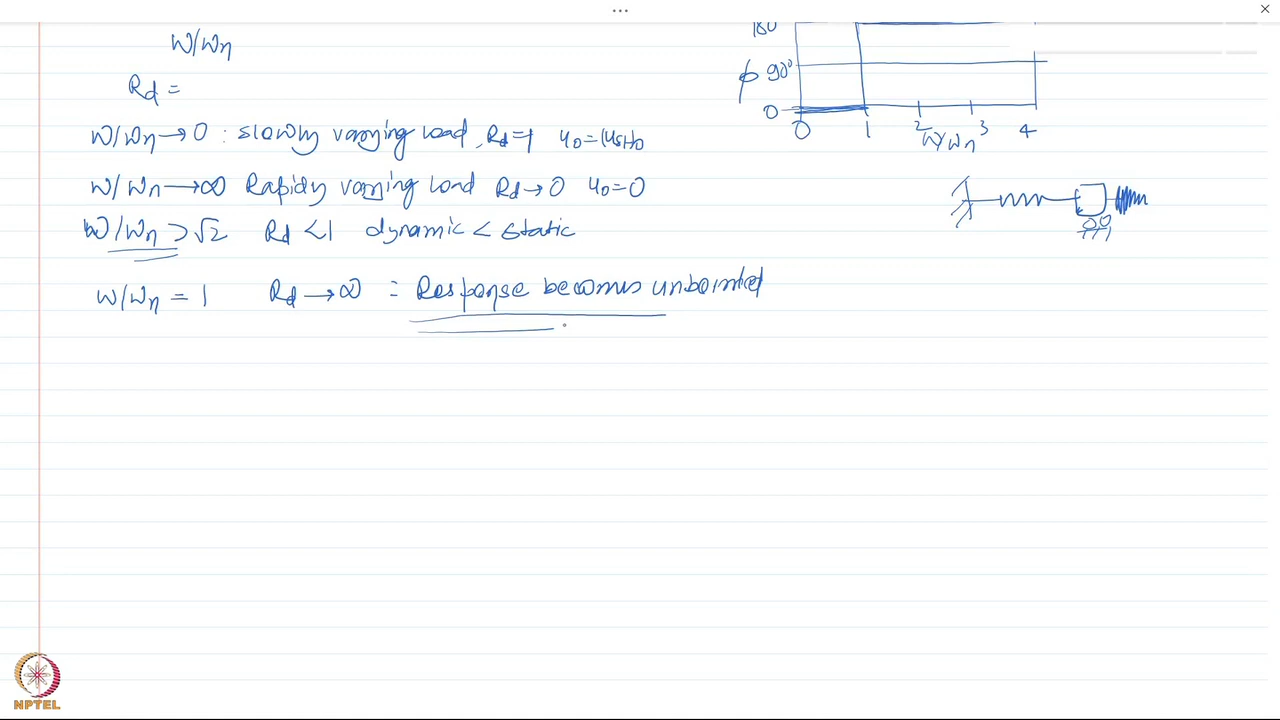 ω/ωn
Rd =
ω/ωn → 0 : slowly varying load, Rd = 1 u0 = (ust)0
ω/ωn → ∞ Rapidly varying load Rd → 0 u0 = 0
ω/ωn > √2 Rd < 1 dynamic < static
ω/ωn = 1 Rd → ∞ = Response becomes unbounded
180
ϕ 90°
0
0 1 2 3 4
ω/ωn
NPTEL